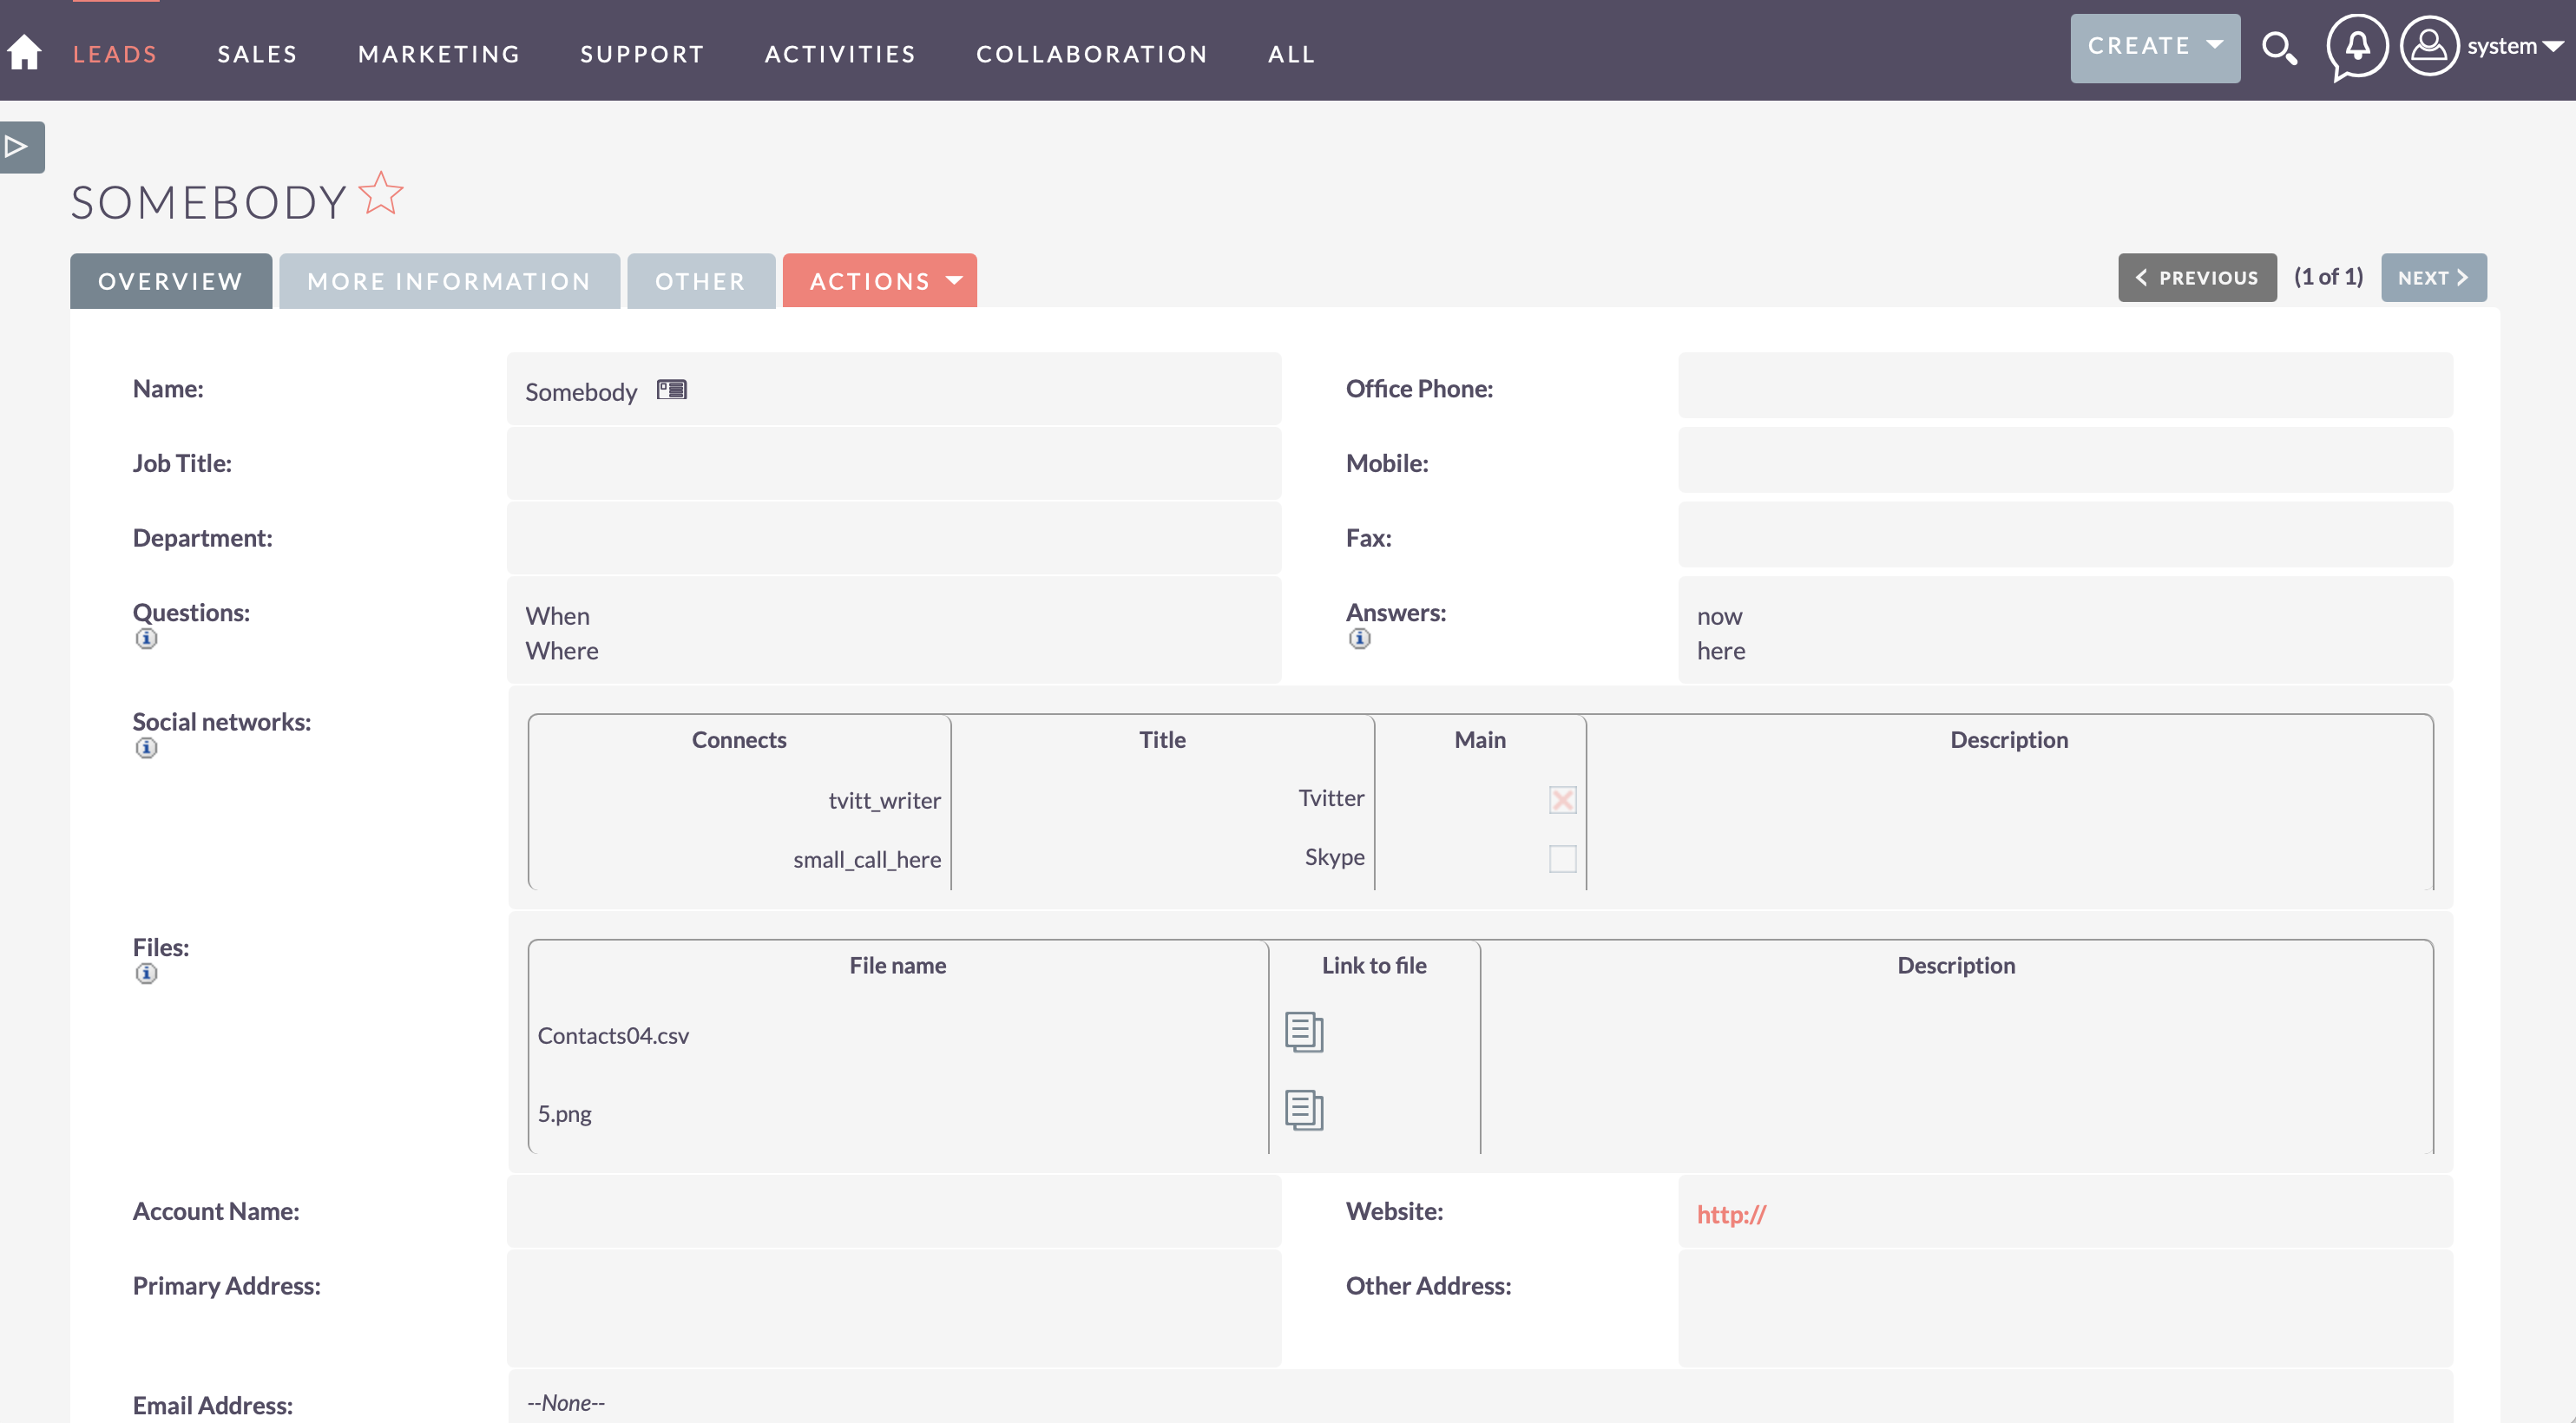 LEADS SALES MARKETING SUPPORT ACTIVITIES COLLABORATION ALL CREATE system
SOMEBODY
OVERVIEW MORE INFORMATION OTHER ACTIONS PREVIOUS (1 of 1) NEXT
Name: Somebody Office Phone:
Job Title: Mobile:
Department: Fax:
Questions: When Answers: now
Where here
Social networks: Connects Title Main Description
tvitt_writer Tvitter
small_call_here Skype
Files: File name Link to file Description
Contacts04.csv
5.png
Account Name: Website: http://
Primary Address: Other Address:
Email Address: --None--